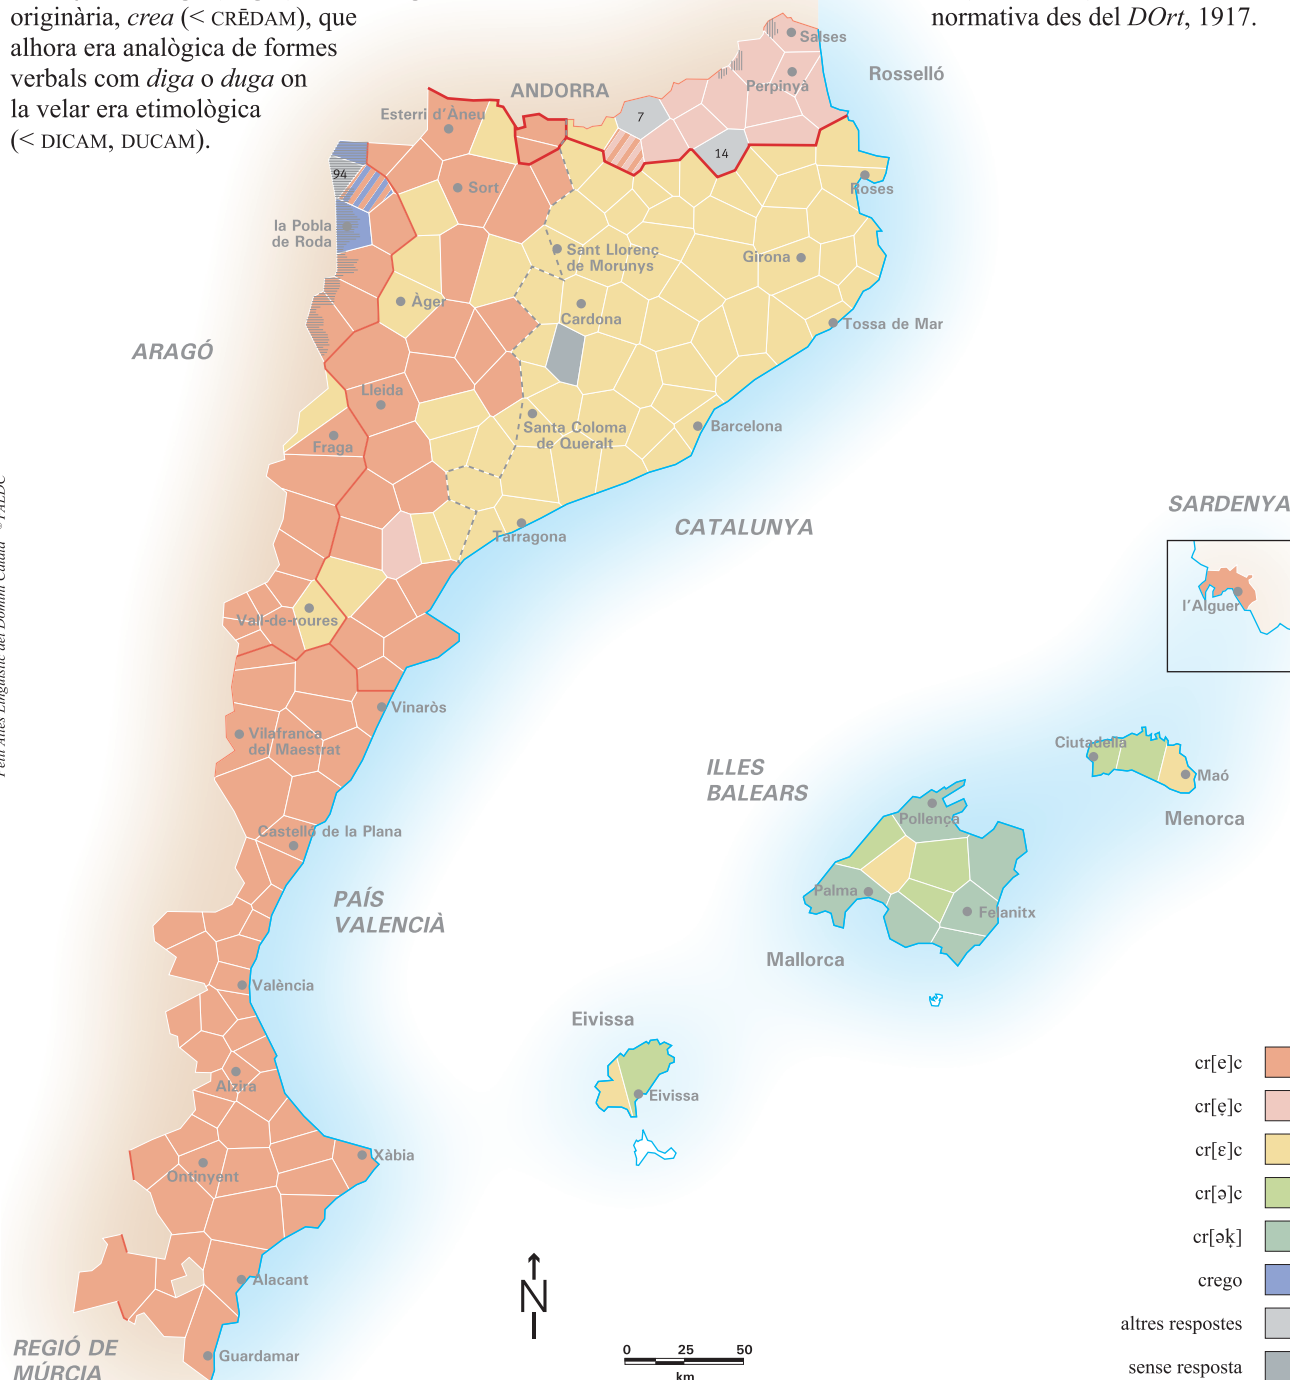 originària, crea (< CRĒDAM), que
alhora era analògica de formes
verbals com diga o duga on
la velar era etimològica
(< DICAM, DUCAM).
normativa des del DOrt, 1917.
Salses
Rosselló
Perpinyà
ANDORRA
Esterri d'Àneu
7
14
94
Sort
Roses
la Pobla
de Roda
Sant Llorenç
de Morunys
Girona
Àger
Cardona
Tossa de Mar
ARAGÓ
Lleida
Santa Coloma
de Queralt
Barcelona
Fraga
Tarragona
CATALUNYA
SARDENYA
l'Alguer
Vall-de-roures
Vinaròs
Vilafranca
del Maestrat
Ciutadella
Maó
Menorca
ILLES
BALEARS
Pollença
Castelló de la Plana
Palma
Felanitx
PAÍS
VALENCIÀ
Mallorca
València
Eivissa
Eivissa
Alzira
Xàbia
Ontinyent
Alacant
Guardamar
REGIÓ DE
MÚRCIA
N
0 25 50
km
cr[e]c
cr[ẹ]c
cr[ɛ]c
cr[ə]c
cr[ək̟]
crego
altres respostes
sense resposta